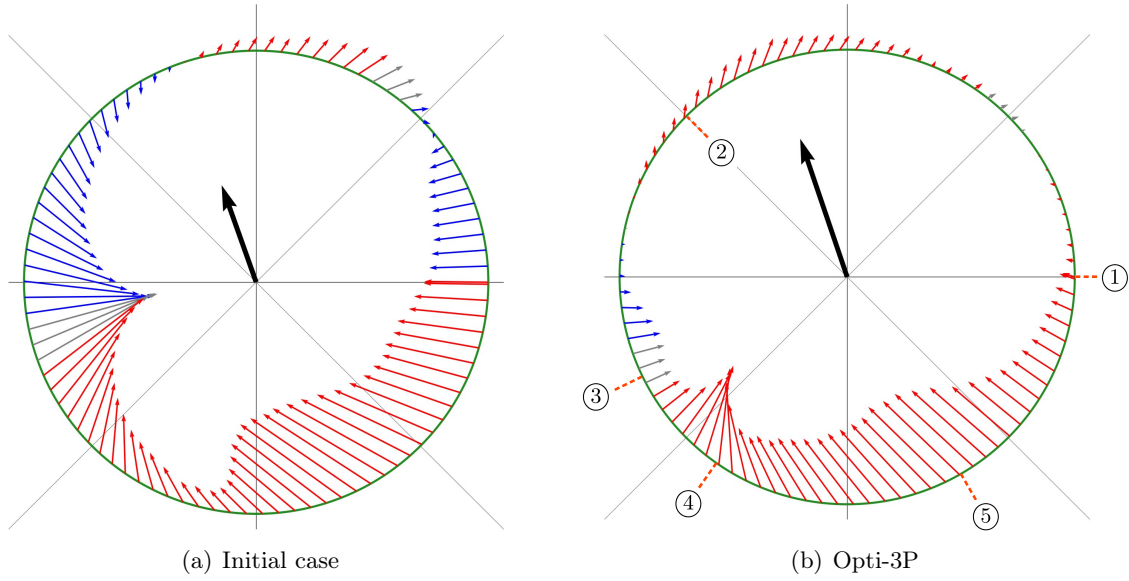 ②
①
③
④
⑤
(a) Initial case
(b) Opti-3P